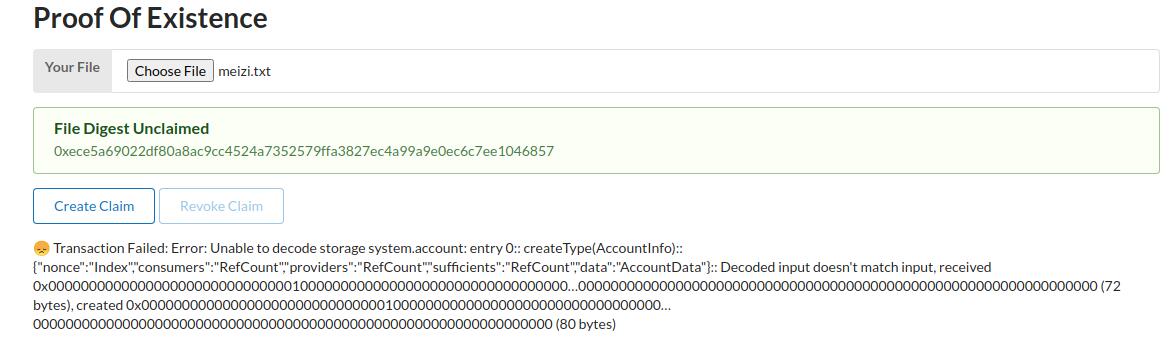 Proof Of Existence
Your File
Choose File meizi.txt
File Digest Unclaimed
0xece5a69022df80a8ac9cc4524a7352579ffa3827ec4a99a9e0ec6c7ee1046857
Create Claim Revoke Claim
😞 Transaction Failed: Error: Unable to decode storage system.account: entry 0:: createType(AccountInfo)::
{"nonce":"Index","consumers":"RefCount","providers":"RefCount","sufficients":"RefCount","data":"AccountData"}:: Decoded input doesn't match input, received
0x0000000000000000000000000000000100000000000000000000000000000000…0000000000000000000000000000000000000000000000000000000000000000 (72
bytes), created 0x0000000000000000000000000000000100000000000000000000000000000000…
0000000000000000000000000000000000000000000000000000000000000000 (80 bytes)